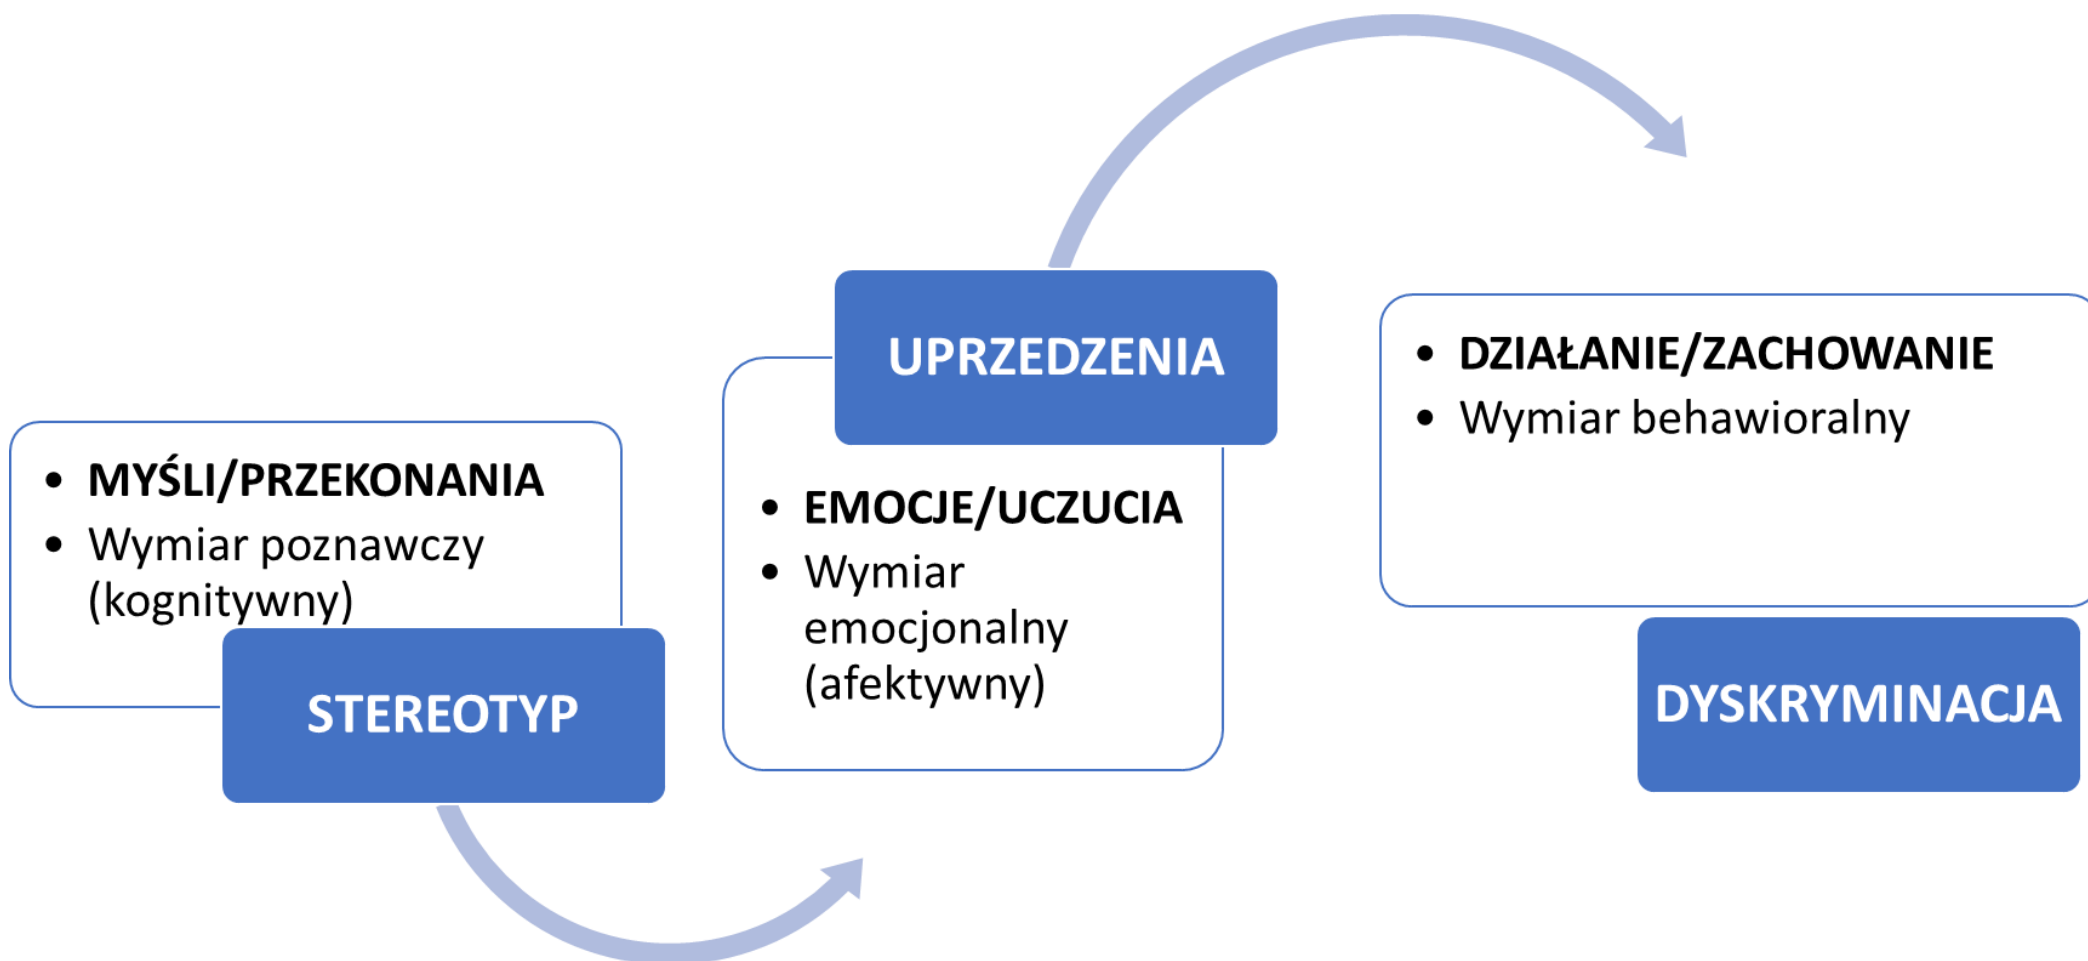 • MYŚLI/PRZEKONANIA
• Wymiar poznawczy
(kognitywny)
STEREOTYP
UPRZEDZENIA
• EMOCJE/UCZUCIA
• Wymiar
emocjonalny
(afektywny)
• DZIAŁANIE/ZACHOWANIE
• Wymiar behawioralny
DYSKRYMINACJA